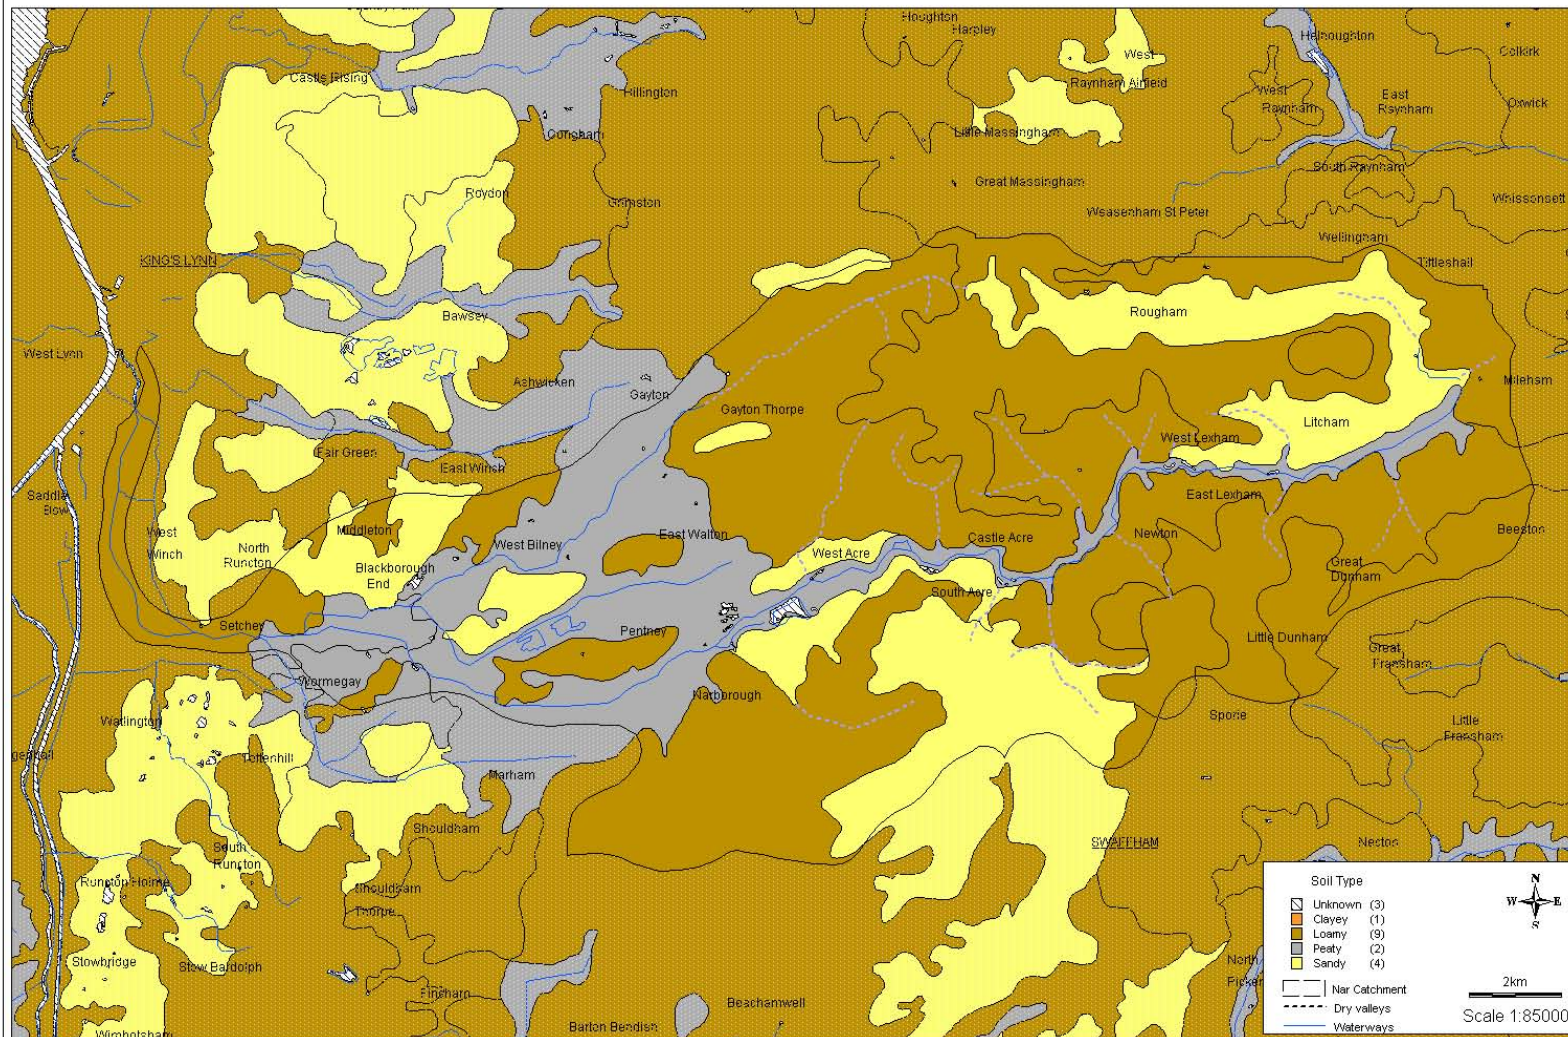 Houghton
Harpley
Helhoughton
Colkirk
West
Raynham Airfield
Castle Rising
Hillington
West
Raynham
East
Raynham
Oxwick
Congham
Little Massingham
South Raynham
Great Massingham
Roydon
Grimston
Whissonsett
Weasenham St Peter
Wellingham
KING'S LYNN
Tittleshall
Bawsey
Rougham
West Lynn
Ashwicken
Gayton
Mileham
Gayton Thorpe
Litcham
West Lexham
Fair Green
East Winch
Saddle
Bow
East Lexham
West
Winch
Middleton
East Walton
Castle Acre
Newton
Beeston
North
Runcton
West Bilney
West Acre
Blackborough
End
Great
Dunham
South Acre
Setchey
Pentney
Little Dunham
Great
Fransham
Wormegay
Narborough
Watlington
Sporle
Little
Fransham
Tottenhill
Marham
Shouldham
SWAFFHAM
Necton
South
Runcton
Runcton Holme
Shouldham
Thorpe
Stowbridge
Stow Bardolph
North
Fincham
Beachamwell
Barton Bendish
Wimbotsham
Soil Type
Unknown (3)
Clayey (1)
Loamy (9)
Peaty (2)
Sandy (4)
Nar Catchment
Dry valleys
Waterways
N
W E
S
2km
Scale 1:85000